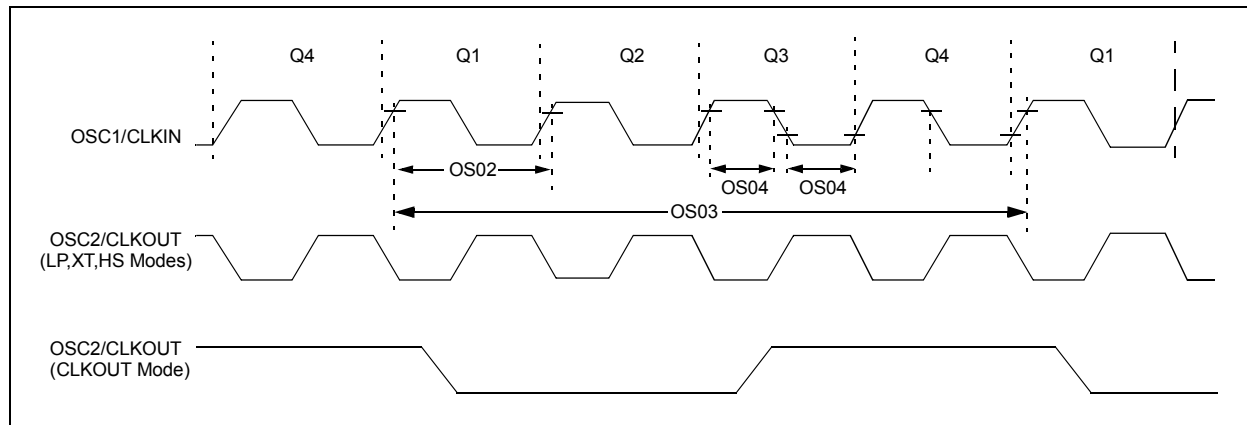 Q4 Q1 Q2 Q3 Q4 Q1
OSC1/CLKIN
OS02
OS04 OS04
OS03
OSC2/CLKOUT
(LP,XT,HS Modes)
OSC2/CLKOUT
(CLKOUT Mode)